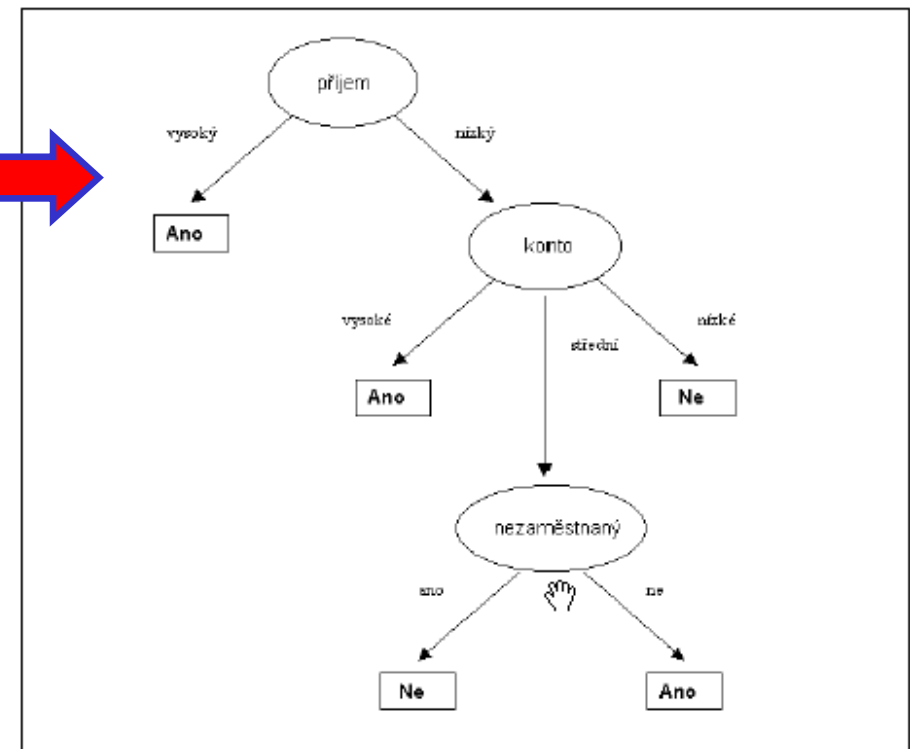 příjem
vysoký
nízký
Ano
konto
vysoké
nízké
střední
Ano
Ne
nezaměstnaný
ano
ne
Ne
Ano